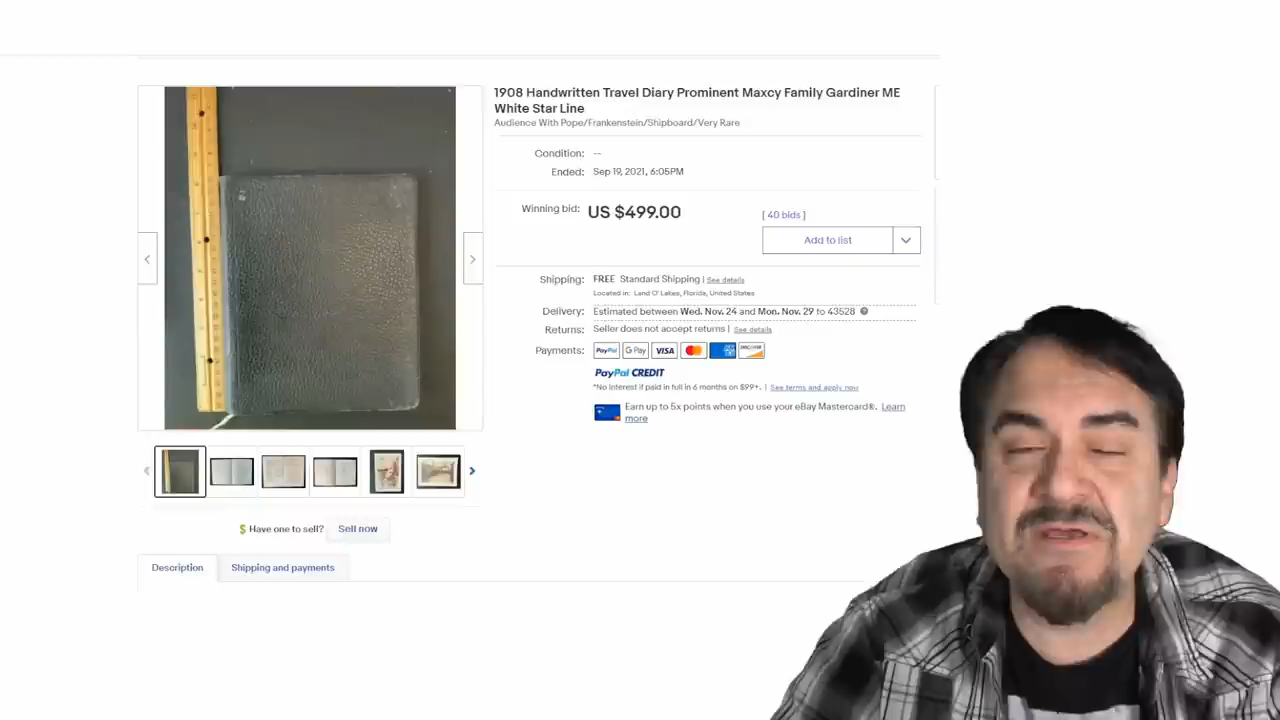 1908 Handwritten Travel Diary Prominent Maxcy Family Gardiner ME
White Star Line
Audience With Pope/Frankenstein/Shipboard/Very Rare
Condition: --
Ended: Sep 19, 2021, 6:05PM
Winning bid: US $499.00
[ 40 bids ]
Add to list
Shipping: FREE Standard Shipping | See details
Located in: Land O' Lakes, Florida, United States
Delivery: Estimated between Wed. Nov. 24 and Mon. Nov. 29 to 43528
Returns: Seller does not accept returns | See details
Payments: PayPal G Pay VISA DISCOVER
PayPal CREDIT
*No Interest if paid in full in 6 months on $99+. | See terms and apply now
Earn up to 5x points when you use your eBay Mastercard®. Learn
more
$ Have one to sell? Sell now
Description Shipping and payments